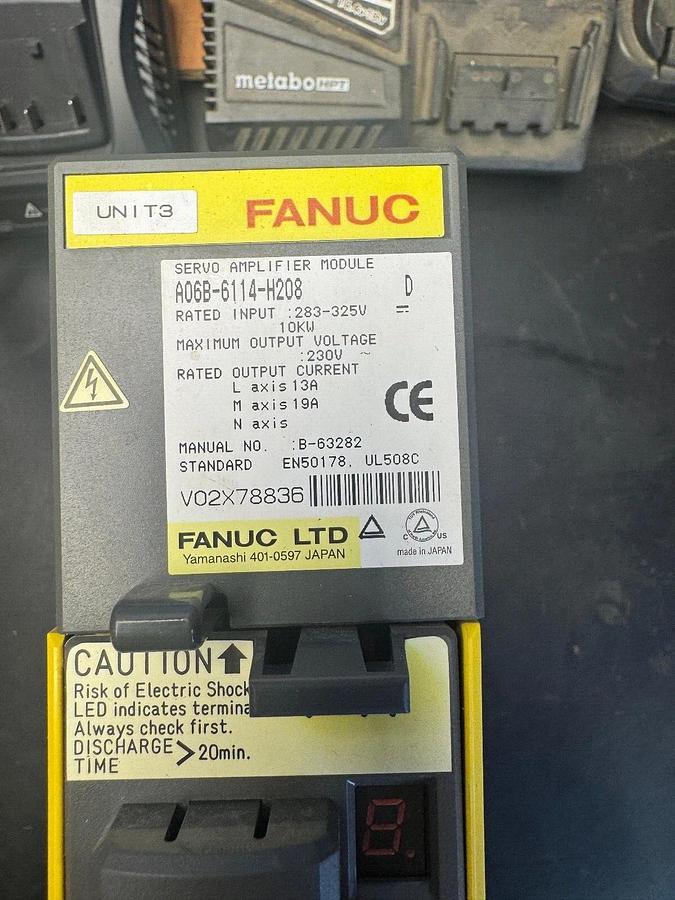 metabo HPT
UNIT3
FANUC
SERVO AMPLIFIER MODULE
A06B-6114-H208 D
RATED INPUT :283-325V ⎓
10KW
MAXIMUM OUTPUT VOLTAGE
:230V ~
RATED OUTPUT CURRENT
L axis 13A
M axis 19A
N axis
CE
MANUAL NO. :B-63282
STANDARD EN50178, UL508C
V02X78836
FANUC LTD
Yamanashi 401-0597 JAPAN
C US
made in JAPAN
CAUTION
Risk of Electric Shock
LED indicates termina
Always check first.
DISCHARGE
TIME > 20min.
8.